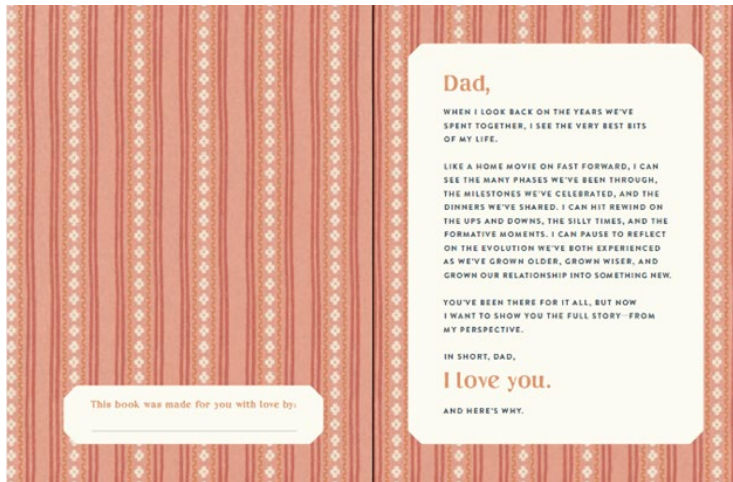 This book was made for you with love by:
Dad,
WHEN I LOOK BACK ON THE YEARS WE'VE
SPENT TOGETHER, I SEE THE VERY BEST BITS
OF MY LIFE.
LIKE A HOME MOVIE ON FAST FORWARD, I CAN
SEE THE MANY PHASES WE'VE BEEN THROUGH,
THE MILESTONES WE'VE CELEBRATED, AND THE
DINNERS WE'VE SHARED. I CAN HIT REWIND ON
THE UPS AND DOWNS, THE SILLY TIMES, AND THE
FORMATIVE MOMENTS. I CAN PAUSE TO REFLECT
ON THE EVOLUTION WE'VE BOTH EXPERIENCED
AS WE'VE GROWN OLDER, GROWN WISER, AND
GROWN OUR RELATIONSHIP INTO SOMETHING NEW.
YOU'VE BEEN THERE FOR IT ALL, BUT NOW
I WANT TO SHOW YOU THE FULL STORY—FROM
MY PERSPECTIVE.
IN SHORT, DAD,
I love you.
AND HERE'S WHY.